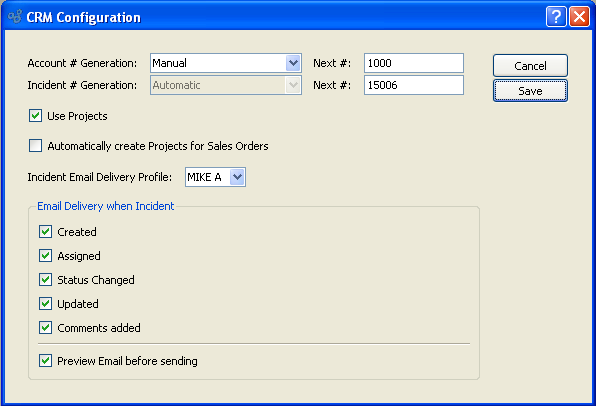 CRM Configuration
Account # Generation: Manual Next #: 1000 Cancel
Incident # Generation: Automatic Next #: 15006 Save
Use Projects
Automatically create Projects for Sales Orders
Incident Email Delivery Profile: MIKE A
Email Delivery when Incident
Created
Assigned
Status Changed
Updated
Comments added
Preview Email before sending